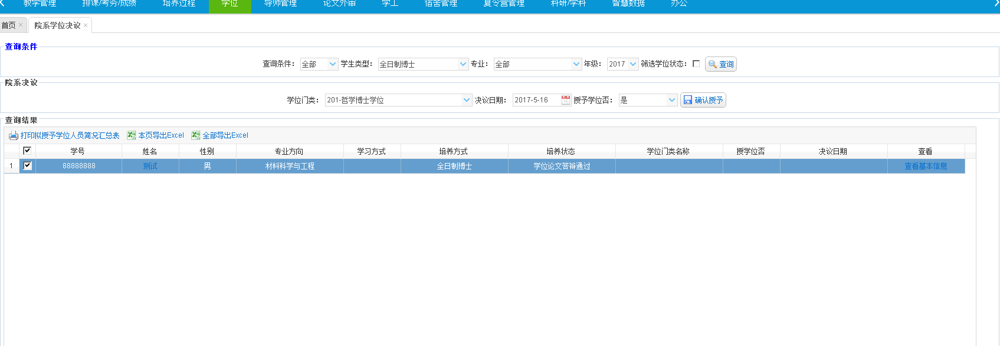 教学管理 排课/考务/成绩 培养过程 学位 导师管理 论文外审 学工 宿舍管理 夏令营管理 科研/学科 智慧数据 办公
首页 × 院系学位决议 ×
查询条件
查询条件： 全部 学生类型： 全日制博士 专业： 全部 年级： 2017 筛选学位状态： 查询
院系决议
学位门类： 201-哲学博士学位 决议日期： 2017-5-16 授予学位否： 是 确认授予
查询结果
打印拟授予学位人员简况汇总表 本页导出Excel 全部导出Excel
学号 姓名 性别 专业方向 学习方式 培养方式 培养状态 学位门类名称 授学位否 决议日期 查看
1 88888888 测试 男 材料科学与工程 全日制博士 学位论文答辩通过 查看基本信息